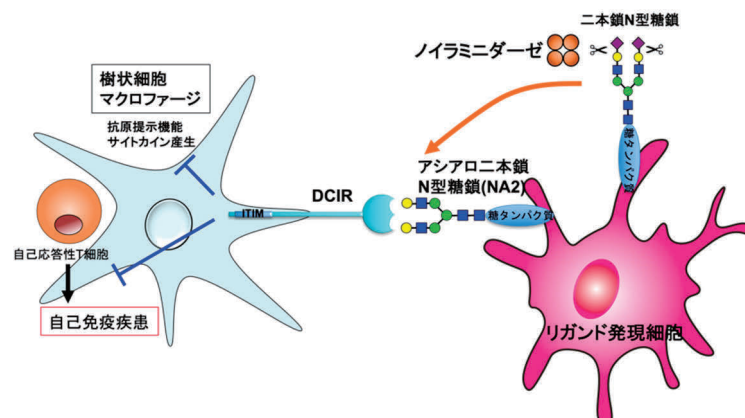 二本鎖N型糖鎖
ノイラミニダーゼ
樹状細胞
マクロファージ
抗原提示機能
サイトカイン産生
糖タンパク質
アシアロ二本鎖
N型糖鎖(NA2)
DCIR
ITIM
糖タンパク質
自己応答性T細胞
自己免疫疾患
リガンド発現細胞